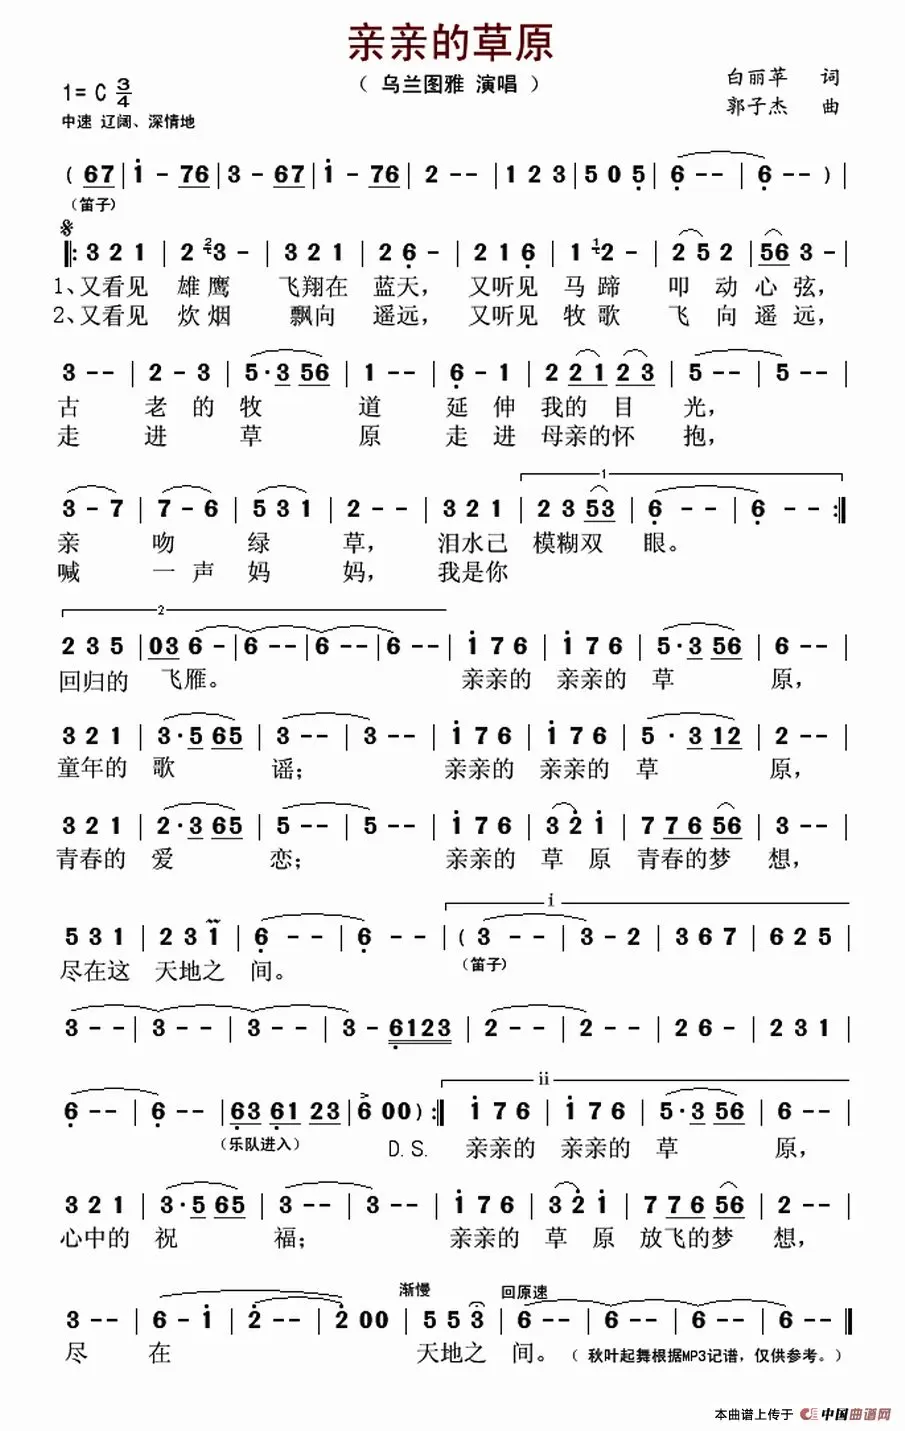 亲亲的草原
（ 乌兰图雅 演唱 ）
白丽苹 词
1= C 3/4
郭子杰 曲
中速 辽阔、深情地
( 67 | i - 76 | 3 - 67 | i - 76 | 2 - - | 1 2 3 | 5 0 5 | 6 - - | 6 - - ) |
(笛子)
𝄋
‖: 3 2 1 | 2 2 3 - | 3 2 1 | 2 6 - | 2 1 6 | 1 1 2 - | 2 5 2 | 56 3 - |
1、又看见 雄鹰 飞翔在 蓝天， 又听见 马蹄 叩 动 心弦，
2、又看见 炊烟 飘向 遥远， 又听见 牧歌 飞 向 遥远，
3 - - | 2 - 3 | 5· 3 56 | 1 - - | 6 - 1 | 2 21 23 | 5 - - | 5 - - |
古 老的牧 道 延伸 我的目 光，
走 进 草 原 走进 母亲的怀 抱，
1
3 - 7 | 7 - 6 | 5 3 1 | 2 - - | 3 2 1 | 2 3 53 | 6 - - | 6 - - :‖
亲 吻 绿 草， 泪水己 模糊双 眼。
喊 一声 妈 妈， 我是你
2
2 3 5 | 03 6 - | 6 - - | 6 - - | 6 - - | i 7 6 | i 7 6 | 5· 3 56 | 6 - - |
回归的 飞雁。 亲亲的 亲亲的 草 原，
3 2 1 | 3· 5 65 | 3 - - | 3 - - | i 7 6 | i 7 6 | 5 · 3 12 | 2 - - |
童年的 歌 谣； 亲亲的 亲亲的 草 原，
3 2 1 | 2· 3 65 | 5 - - | 5 - - | i 7 6 | 3 2 i | 7 76 56 | 3 - - |
青春的 爱 恋； 亲亲的 草 原 青春的梦 想，
i
5 3 1 | 2 3 1 | 6 - - | 6 - - | ( 3 - - | 3 - 2 | 3 6 7 | 6 2 5 |
尽在这 天地之 间。 (笛子)
3 - - | 3 - - | 3 - - | 3 - 6123 | 2 - - | 2 - - | 2 6 - | 2 3 1 |
ii
6 - - | 6 - - | 63 61 23 | 6 00 ) :‖ i 7 6 | i 7 6 | 5· 3 56 | 6 - - |
(乐队进入) D.S. 亲亲的 亲亲的 草 原，
3 2 1 | 3· 5 65 | 3 - - | 3 - - | i 7 6 | 3 2 i | 7 76 56 | 2 - - |
心中的 祝 福； 亲亲的 草 原 放飞的梦 想，
渐慢 回原速
3 - - | 6 - i | 2 - - | 2 00 | 5 5 3 | 6 - - | 6 - - | 6 - - | 6 - - ‖
尽 在 天地之 间。（ 秋叶起舞根据MP3记谱，仅供参考。）
本曲谱上传于 中国曲谱网